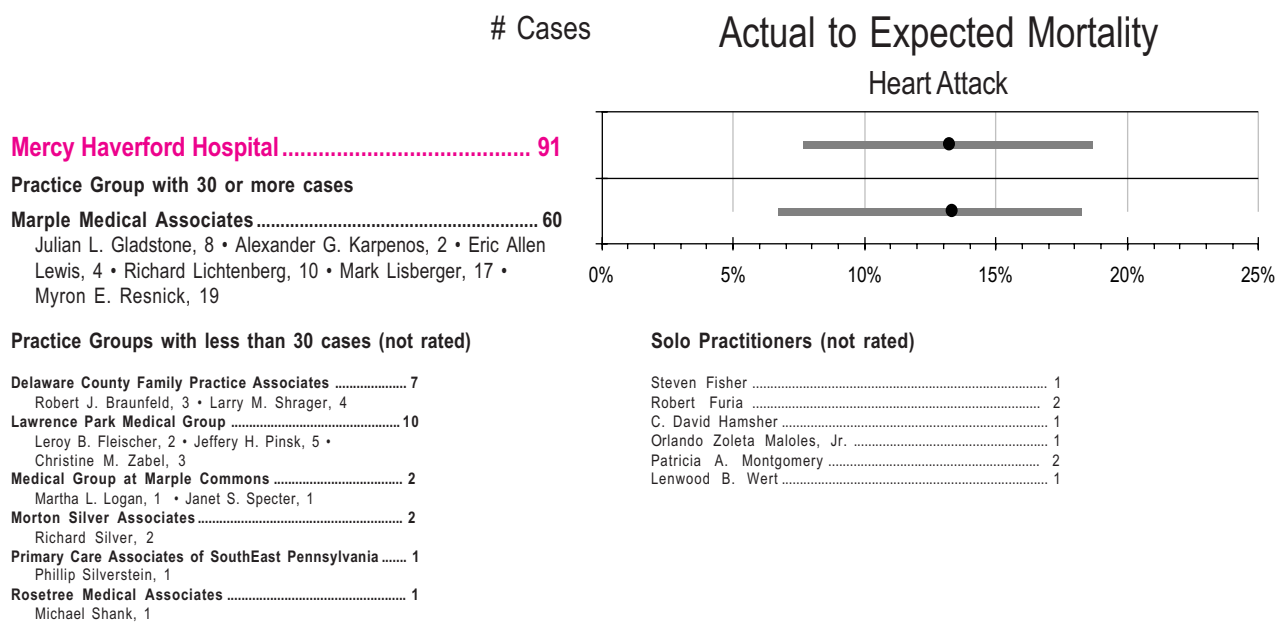 # Cases
Actual to Expected Mortality
Heart Attack
Mercy Haverford Hospital......................................... 91
Practice Group with 30 or more cases
Marple Medical Associates......................................................... 60
Julian L. Gladstone, 8 • Alexander G. Karpenos, 2 • Eric Allen
Lewis, 4 • Richard Lichtenberg, 10 • Mark Lisberger, 17 •
Myron E. Resnick, 19
0% 5% 10% 15% 20% 25%
Practice Groups with less than 30 cases (not rated)
Delaware County Family Practice Associates .................... 7
Robert J. Braunfeld, 3 • Larry M. Shrager, 4
Lawrence Park Medical Group ............................................... 10
Leroy B. Fleischer, 2 • Jeffery H. Pinsk, 5 •
Christine M. Zabel, 3
Medical Group at Marple Commons .................................... 2
Martha L. Logan, 1 • Janet S. Specter, 1
Morton Silver Associates......................................................... 2
Richard Silver, 2
Primary Care Associates of SouthEast Pennsylvania ....... 1
Phillip Silverstein, 1
Rosetree Medical Associates .................................................. 1
Michael Shank, 1
Solo Practitioners (not rated)
Steven Fisher .................................................................................. 1
Robert Furia ................................................................................ 2
C. David Hamsher .......................................................................... 1
Orlando Zoleta Maloles, Jr. ...................................................... 1
Patricia A. Montgomery ........................................................... 2
Lenwood B. Wert .......................................................................... 1